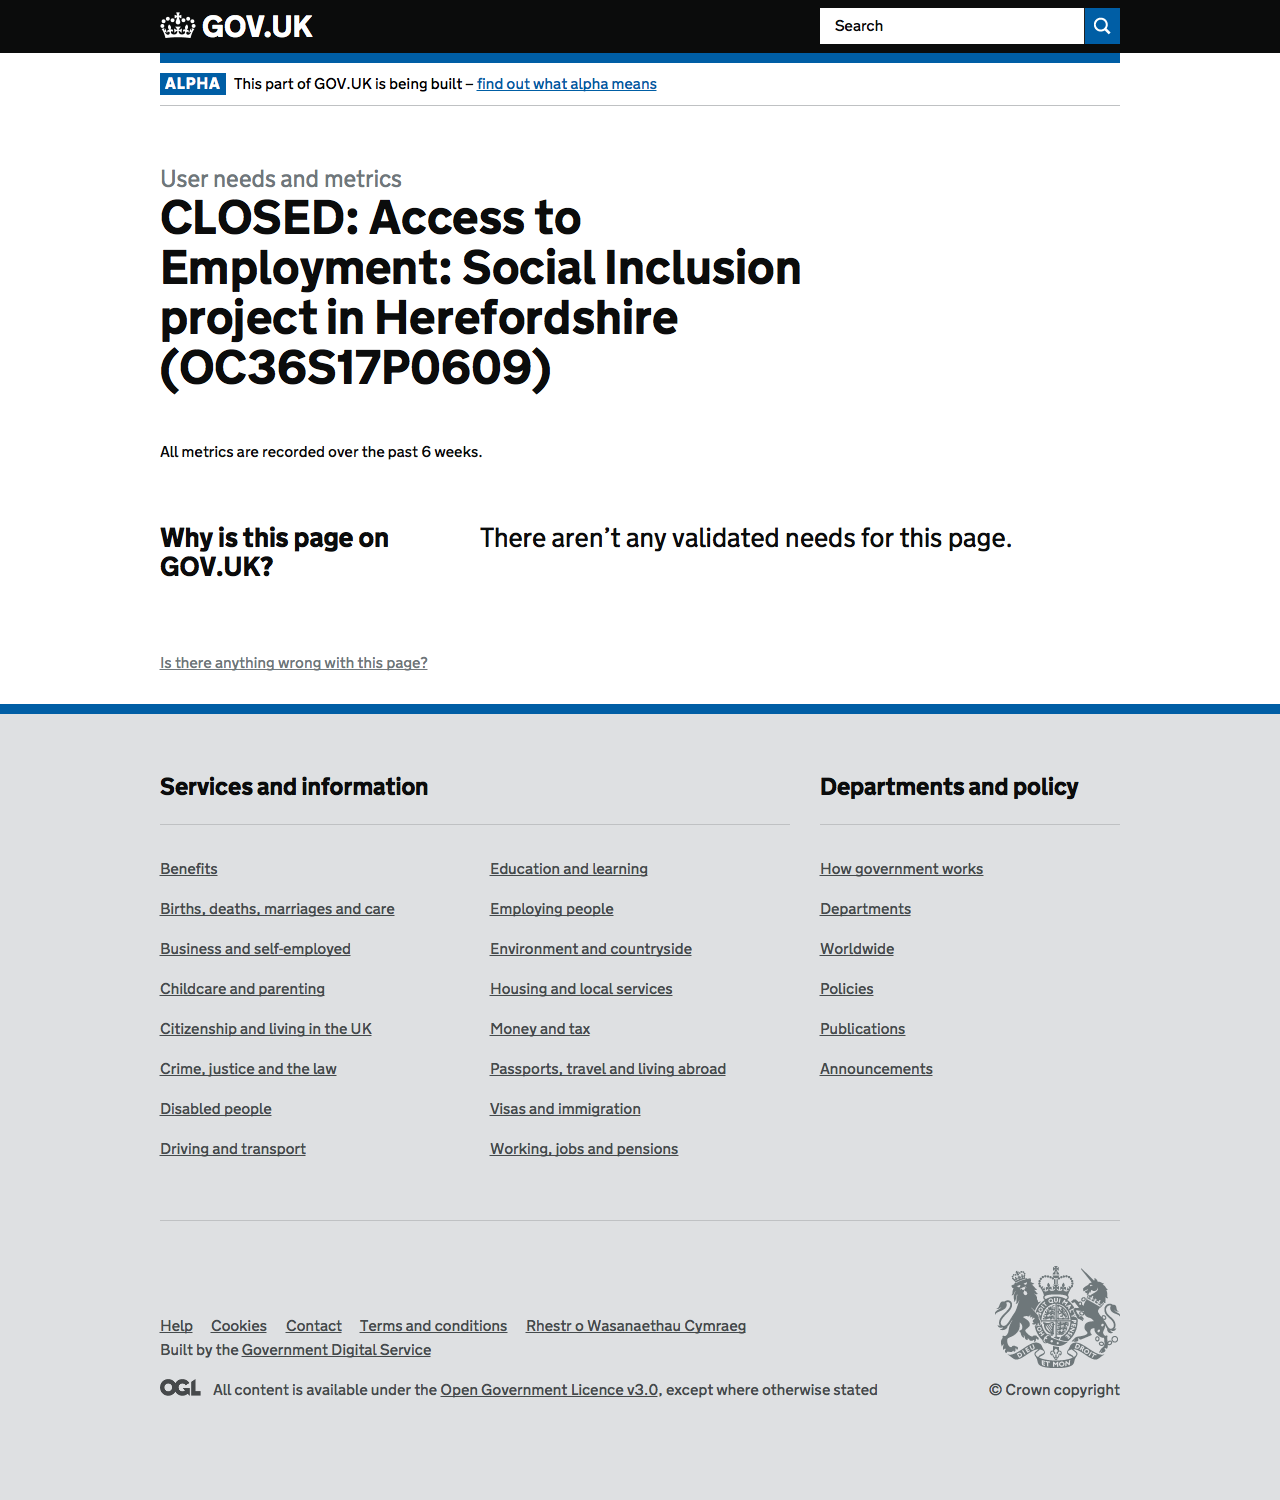 GOV.UK
Search
ALPHA This part of GOV.UK is being built – find out what alpha means
User needs and metrics
CLOSED: Access to
Employment: Social Inclusion
project in Herefordshire
(OC36S17P0609)
All metrics are recorded over the past 6 weeks.
Why is this page on
GOV.UK?
There aren’t any validated needs for this page.
Is there anything wrong with this page?
Services and information
Benefits
Births, deaths, marriages and care
Business and self-employed
Childcare and parenting
Citizenship and living in the UK
Crime, justice and the law
Disabled people
Driving and transport
Education and learning
Employing people
Environment and countryside
Housing and local services
Money and tax
Passports, travel and living abroad
Visas and immigration
Working, jobs and pensions
Departments and policy
How government works
Departments
Worldwide
Policies
Publications
Announcements
Help Cookies Contact Terms and conditions Rhestr o Wasanaethau Cymraeg
Built by the Government Digital Service
OGL All content is available under the Open Government Licence v3.0, except where otherwise stated
DIEU ET MON DROIT
© Crown copyright